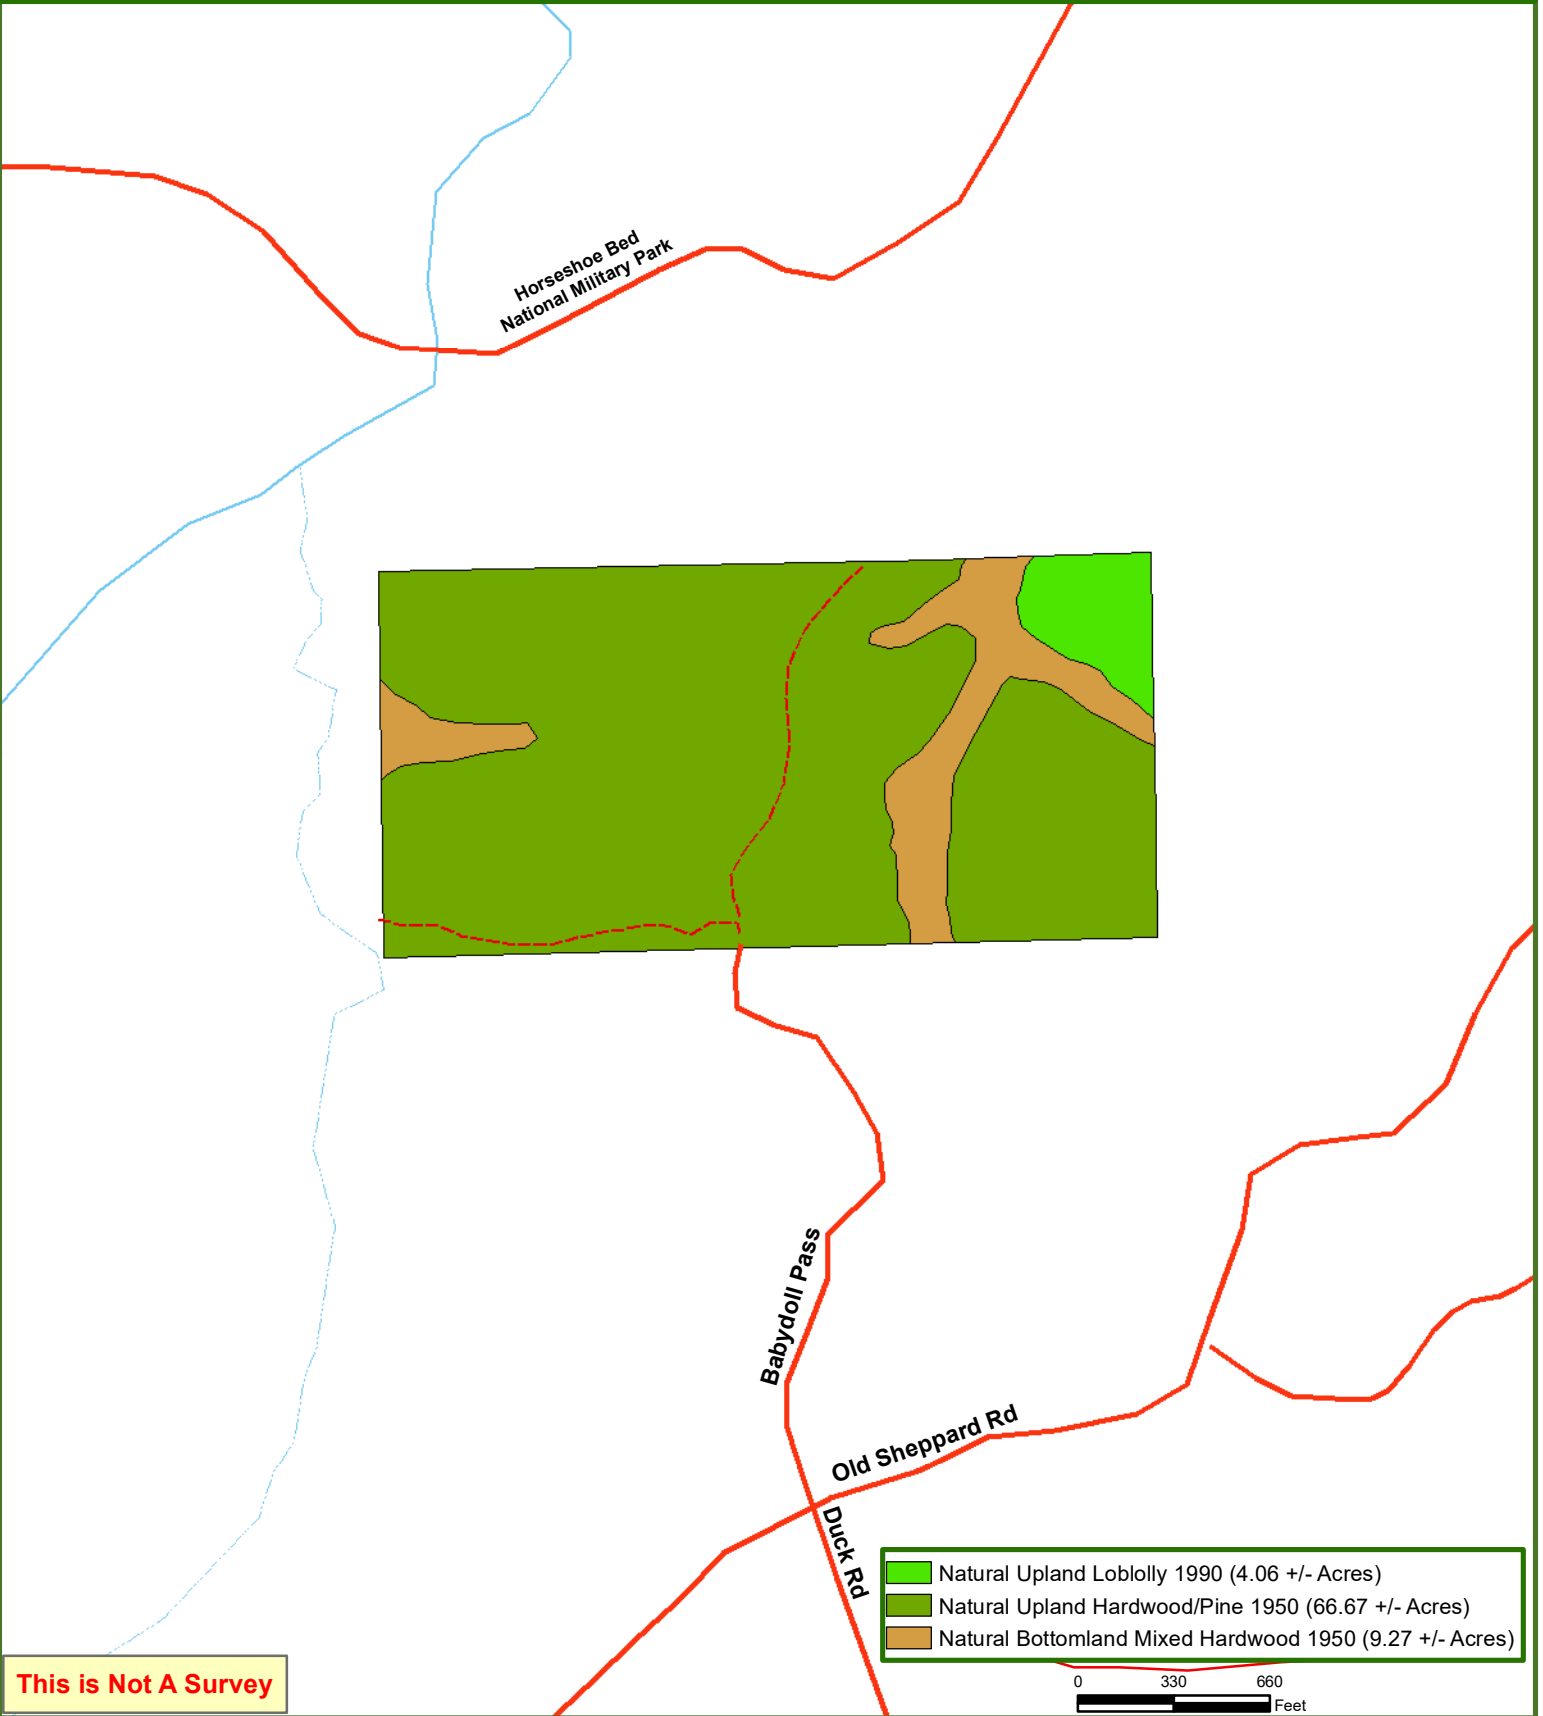 Horseshoe Bed
National Military Park
Babydoll Pass
Old Sheppard Rd
Duck Rd
Natural Upland Loblolly 1990 (4.06 +/- Acres)
Natural Upland Hardwood/Pine 1950 (66.67 +/- Acres)
Natural Bottomland Mixed Hardwood 1950 (9.27 +/- Acres)
This is Not A Survey
0 330 660
Feet